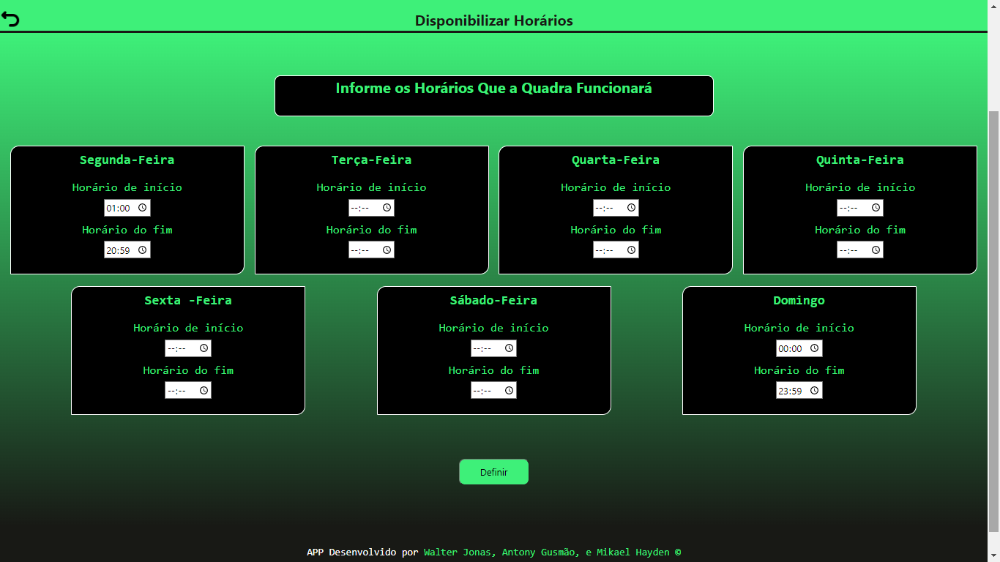 Disponibilizar Horários
Informe os Horários Que a Quadra Funcionará
Segunda-Feira
Horário de início
01:00
Horário do fim
20:59
Terça-Feira
Horário de início
--:--
Horário do fim
--:--
Quarta-Feira
Horário de início
--:--
Horário do fim
--:--
Quinta-Feira
Horário de início
--:--
Horário do fim
--:--
Sexta -Feira
Horário de início
--:--
Horário do fim
--:--
Sábado-Feira
Horário de início
--:--
Horário do fim
--:--
Domingo
Horário de início
00:00
Horário do fim
23:59
Definir
APP Desenvolvido por Walter Jonas, Antony Gusmão, e Mikael Hayden ©